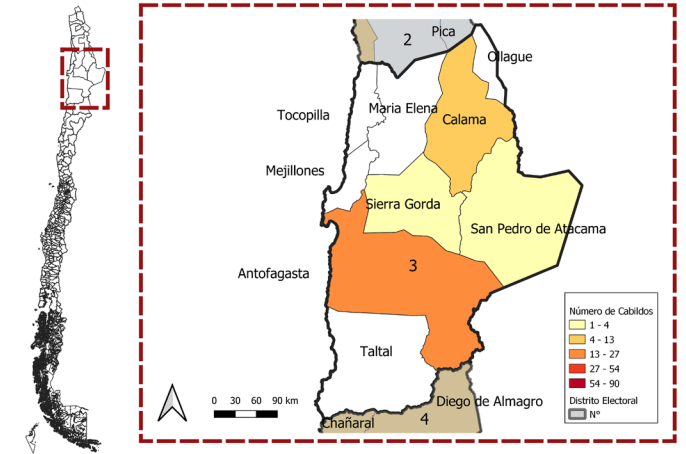 2
Pica
Ollague
Tocopilla
Maria Elena
Calama
Mejillones
Sierra Gorda
San Pedro de Atacama
3
Antofagasta
Taltal
Número de Cabildos
1 - 4
4 - 13
13 - 27
27 - 54
54 - 90
Distrito Electoral
N°
0 30 60 90 km
Diego de Almagro
Chañaral
4